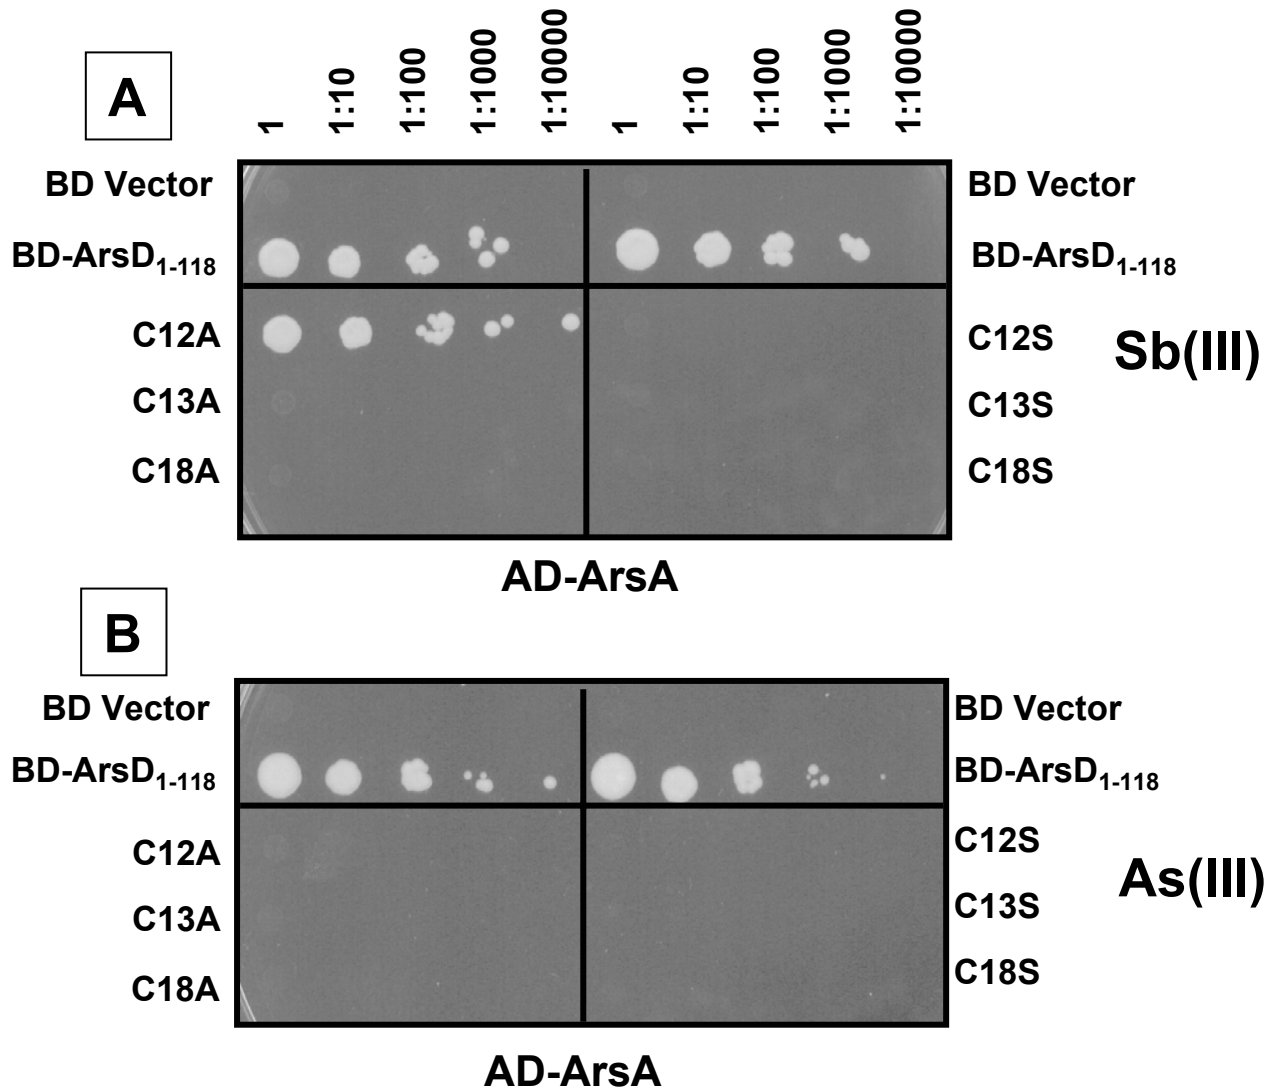 A
1 1:10 1:100 1:1000 1:10000 1 1:10 1:100 1:1000 1:10000
BD Vector BD Vector
BD-ArsD1-118 BD-ArsD1-118
C12A C12S
Sb(III)
C13A C13S
C18A C18S
AD-ArsA
B
BD Vector BD Vector
BD-ArsD1-118 BD-ArsD1-118
C12A C12S
As(III)
C13A C13S
C18A C18S
AD-ArsA